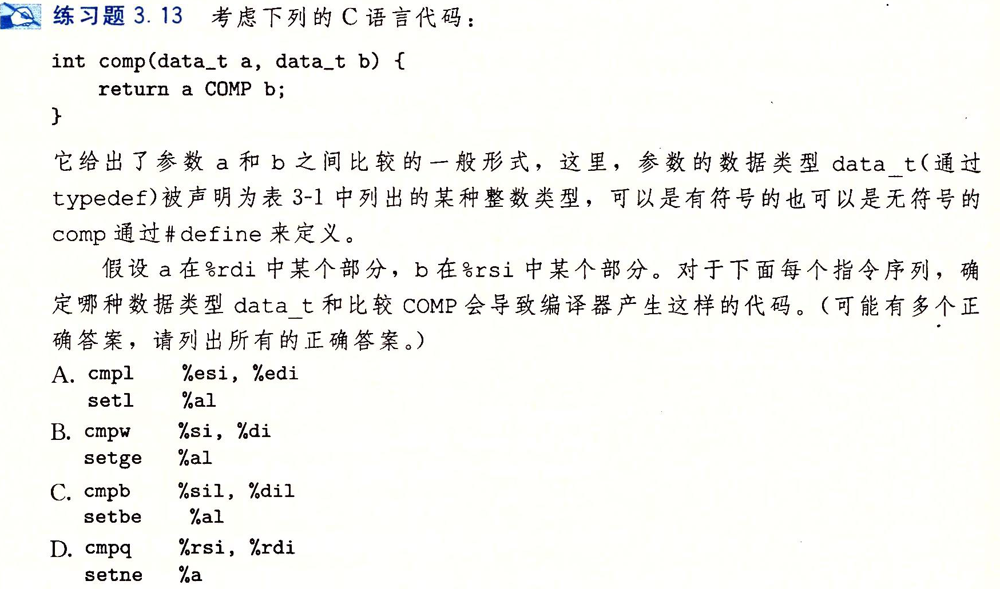 练习题 3.13 考虑下列的 C 语言代码：
int comp(data_t a, data_t b) {
    return a COMP b;
}
它给出了参数 a 和 b 之间比较的一般形式，这里，参数的数据类型 data_t(通过
typedef)被声明为表 3-1 中列出的某种整数类型，可以是有符号的也可以是无符号的
comp 通过#define 来定义。
假设 a 在%rdi 中某个部分，b 在%rsi 中某个部分。对于下面每个指令序列，确
定哪种数据类型 data_t 和比较 COMP 会导致编译器产生这样的代码。(可能有多个正
确答案，请列出所有的正确答案。)
A. cmpl %esi, %edi
setl %al
B. cmpw %si, %di
setge %al
C. cmpb %sil, %dil
setbe %al
D. cmpq %rsi, %rdi
setne %a